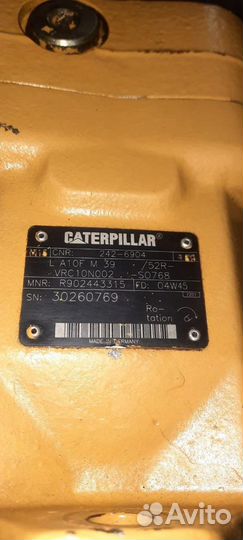 CATERPILLAR
CNR: 242-6904
L A10F M 39 /52R-
VRC10N002 -S0768
MNR: R902443315 FD: 04W45
SN: 30260769 Ro-
tation
MADE IN GERMANY
Avito